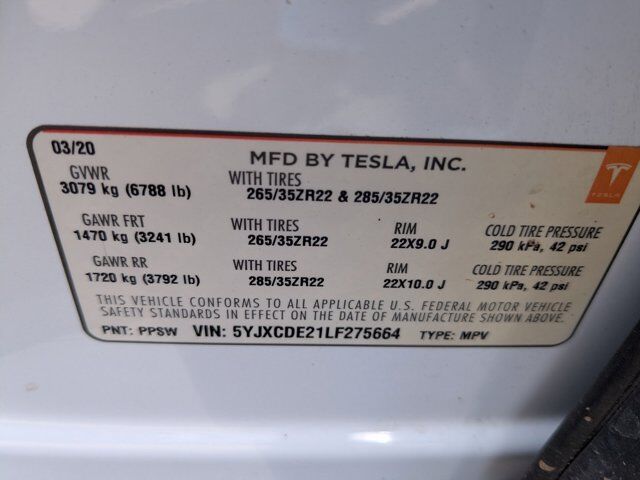 03/20
MFD BY TESLA, INC.
GVWR WITH TIRES
3079 kg (6788 lb) 265/35ZR22 & 285/35ZR22
TESLA
GAWR FRT WITH TIRES RIM COLD TIRE PRESSURE
1470 kg (3241 lb) 265/35ZR22 22X9.0 J 290 kPa, 42 psi
GAWR RR WITH TIRES RIM COLD TIRE PRESSURE
1720 kg (3792 lb) 285/35ZR22 22X10.0 J 290 kPa, 42 psi
THIS VEHICLE CONFORMS TO ALL APPLICABLE U.S. FEDERAL MOTOR VEHICLE
SAFETY STANDARDS IN EFFECT ON THE DATE OF MANUFACTURE SHOWN ABOVE.
PNT: PPSW VIN: 5YJXCDE21LF275664 TYPE: MPV